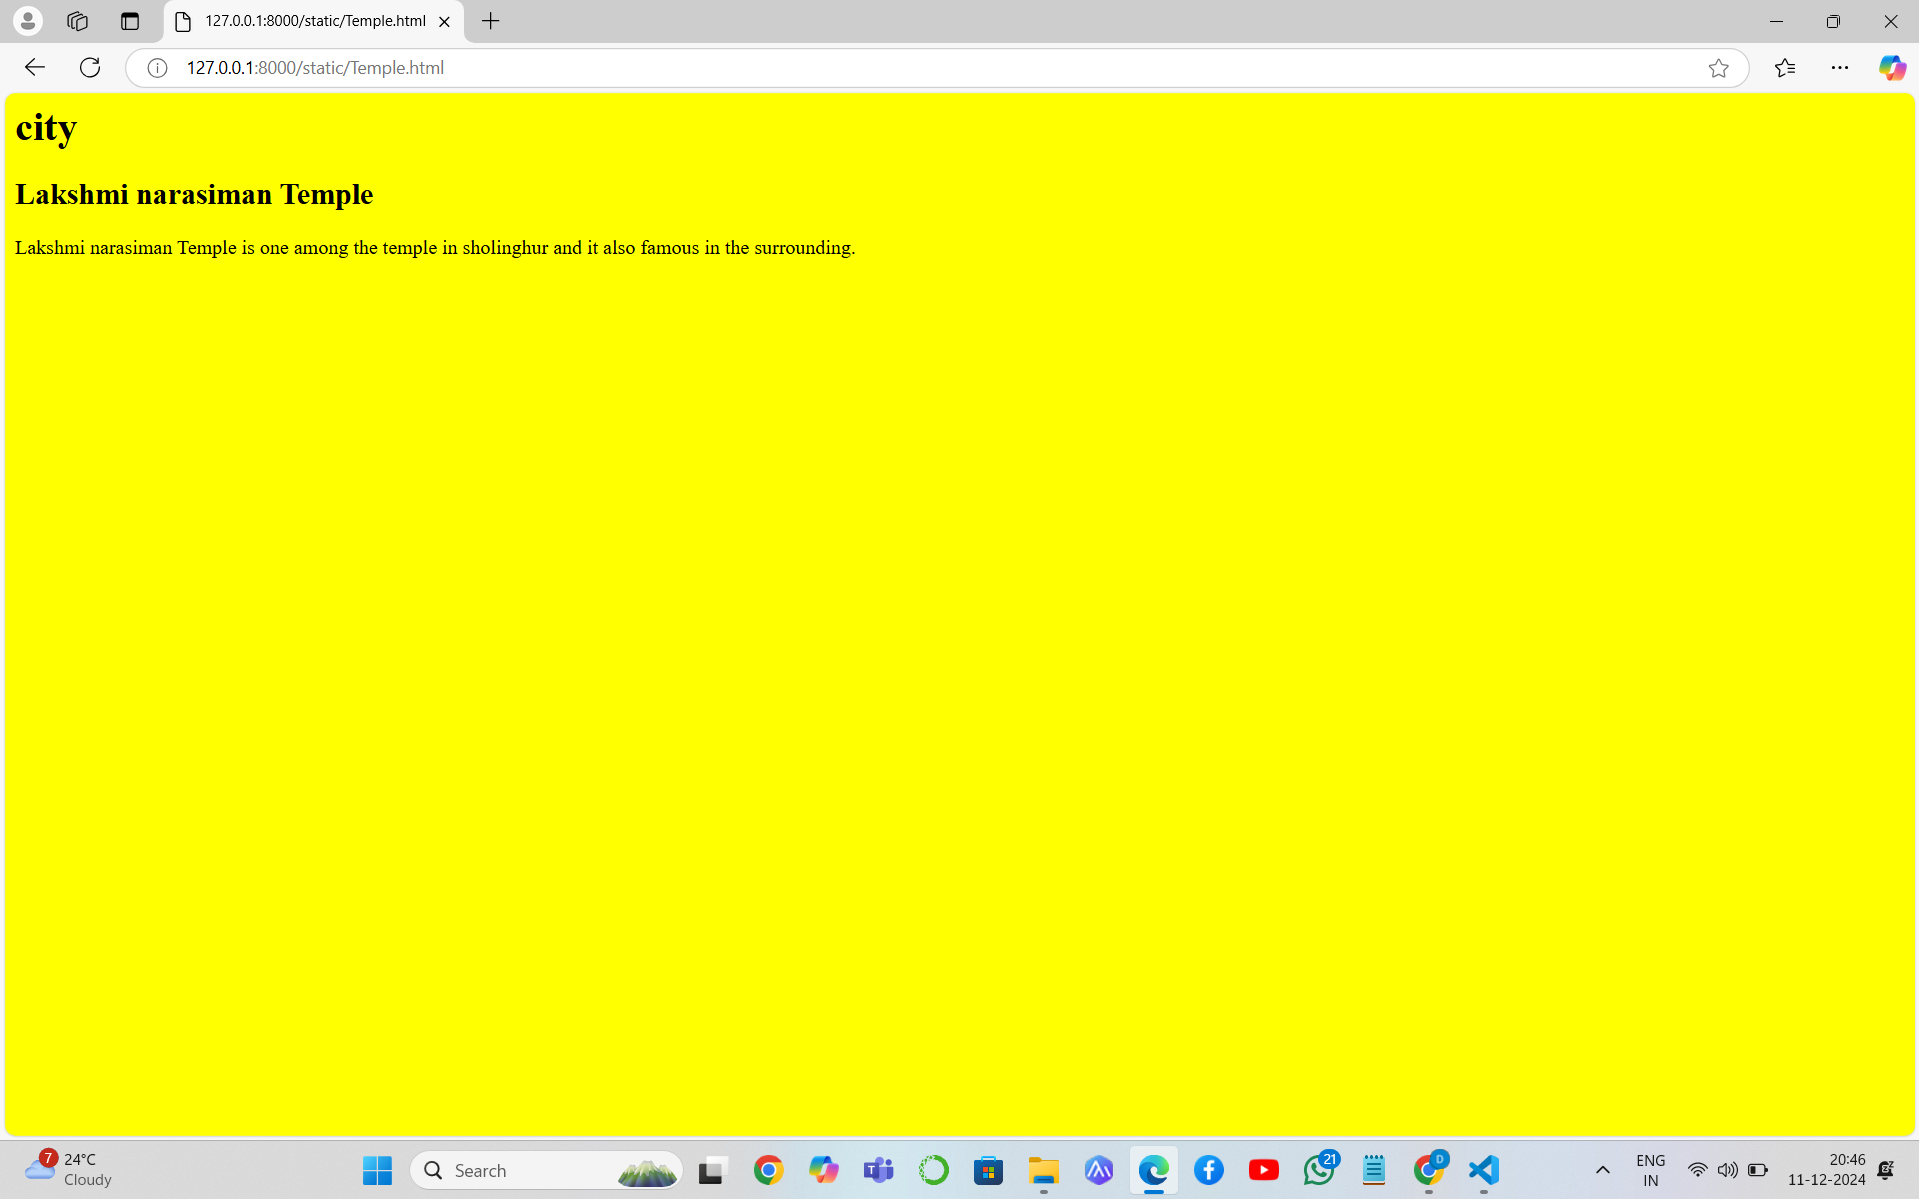 127.0.0.1:8000/static/Temple.html
127.0.0.1:8000/static/Temple.html
city
Lakshmi narasiman Temple
Lakshmi narasiman Temple is one among the temple in sholinghur and it also famous in the surrounding.
7
24°C
Cloudy
Search
T
21
D
ENG
IN
20:46
11-12-2024